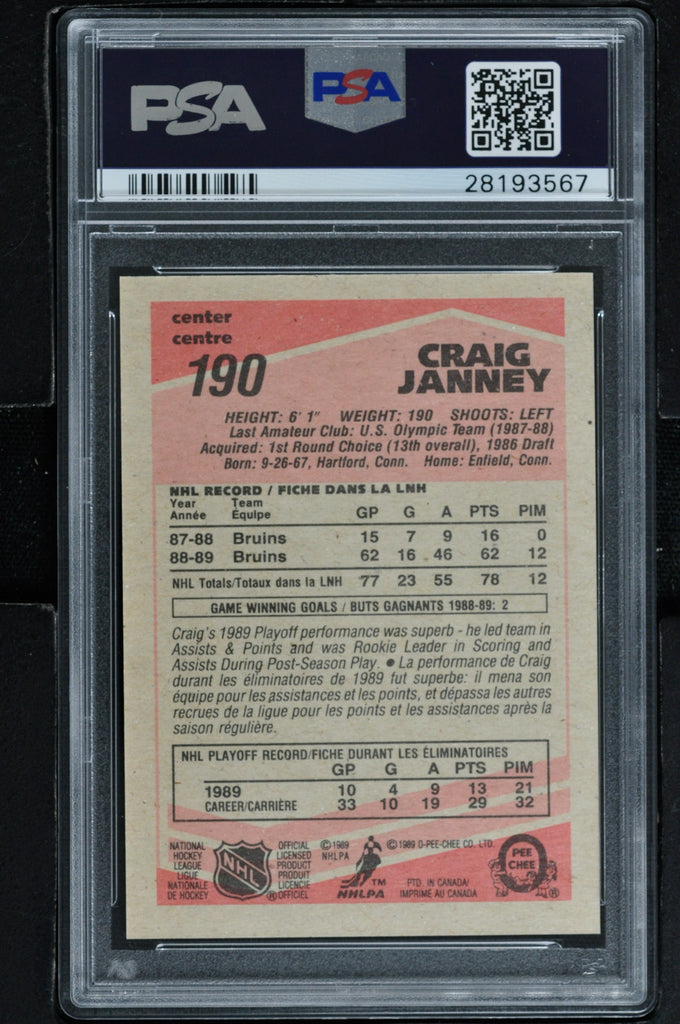 PSA
PSA
28193567
center
centre
190
CRAIG
JANNEY
HEIGHT: 6' 1" WEIGHT: 190 SHOOTS: LEFT
Last Amateur Club: U.S. Olympic Team (1987-88)
Acquired: 1st Round Choice (13th overall), 1986 Draft
Born: 9-26-67, Hartford, Conn. Home: Enfield, Conn.
NHL RECORD / FICHE DANS LA LNH
Year Team
Année Équipe GP G A PTS PIM
87-88 Bruins 15 7 9 16 0
88-89 Bruins 62 16 46 62 12
NHL Totals/Totaux dans la LNH 77 23 55 78 12
GAME WINNING GOALS / BUTS GAGNANTS 1988-89: 2
Craig's 1989 Playoff performance was superb - he led team in
Assists & Points and was Rookie Leader in Scoring and
Assists During Post-Season Play. ● La performance de Craig
durant les éliminatoires de 1989 fut superbe: il mena son
équipe pour les assistances et les points, et dépassa les autres
recrues de la ligue pour les points et les assistances après la
saison régulière.
NHL PLAYOFF RECORD/FICHE DURANT LES ÉLIMINATOIRES
GP G A PTS PIM
1989 10 4 9 13 21
CAREER/CARRIÈRE 33 10 19 29 32
NATIONAL
HOCKEY
LEAGUE
LIGUE
NATIONALE
DE HOCKEY
NHL
®
OFFICIAL
LICENSED
PRODUCT
PRODUIT
LICENCIÉ
OFFICIEL
©1989
NHLPA
TM
NHLPA
©1989 O-PEE-CHEE CO. LTD.
PTD. IN CANADA/
IMPRIMÉ AU CANADA
PEE
CHEE
®